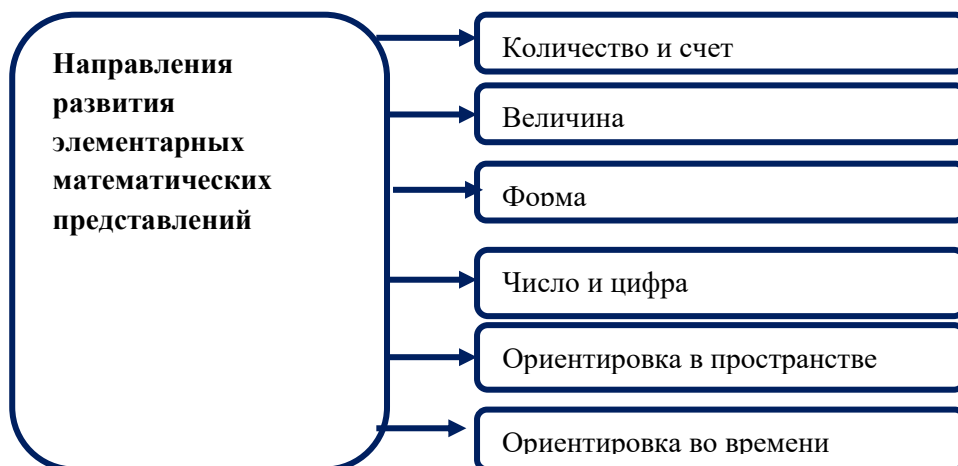 Направления
развития
элементарных
математических
представлений
Количество и счет
Величина
Форма
Число и цифра
Ориентировка в пространстве
Ориентировка во времени